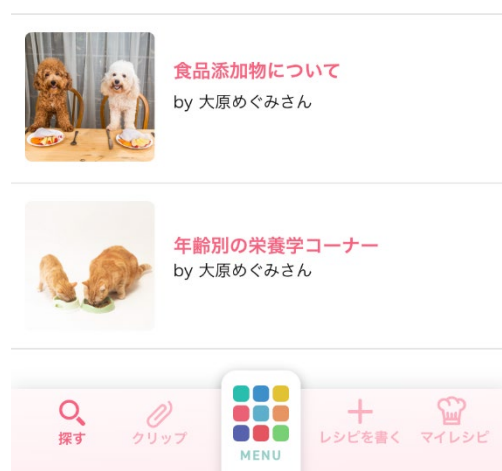 食品添加物について
by 大原めぐみさん
年齢別の栄養学コーナー
by 大原めぐみさん
探す
クリップ
MENU
レシピを書く
マイレシピ